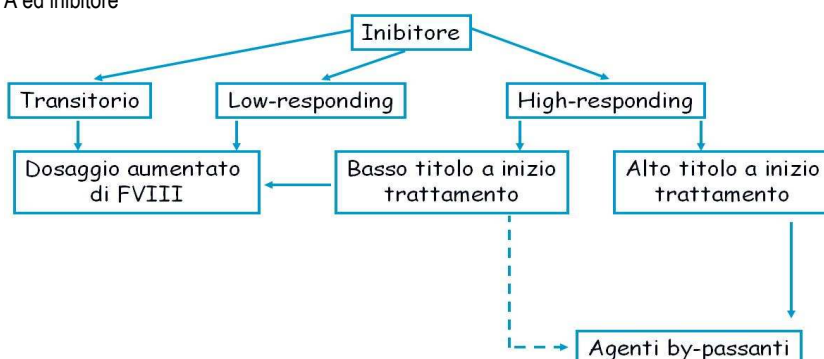 A ed inibitore
Inibitore
Transitorio
Low-responding
High-responding
Dosaggio aumentato
di FVIII
Basso titolo a inizio
trattamento
Alto titolo a inizio
trattamento
Agenti by-passanti